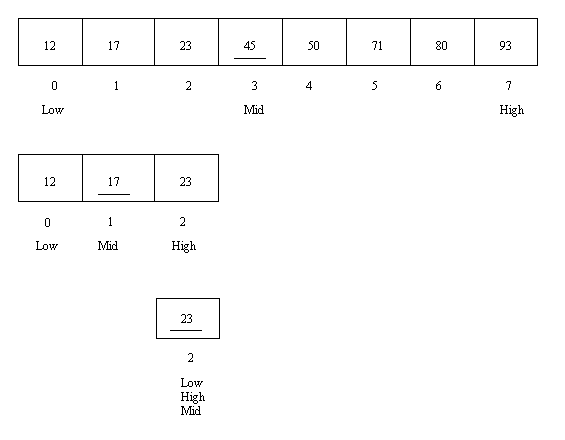 12 17 23 45 50 71 80 93
0 1 2 3 4 5 6 7
Low Mid High
12 17 23
0 1 2
Low Mid High
23
2
Low
High
Mid